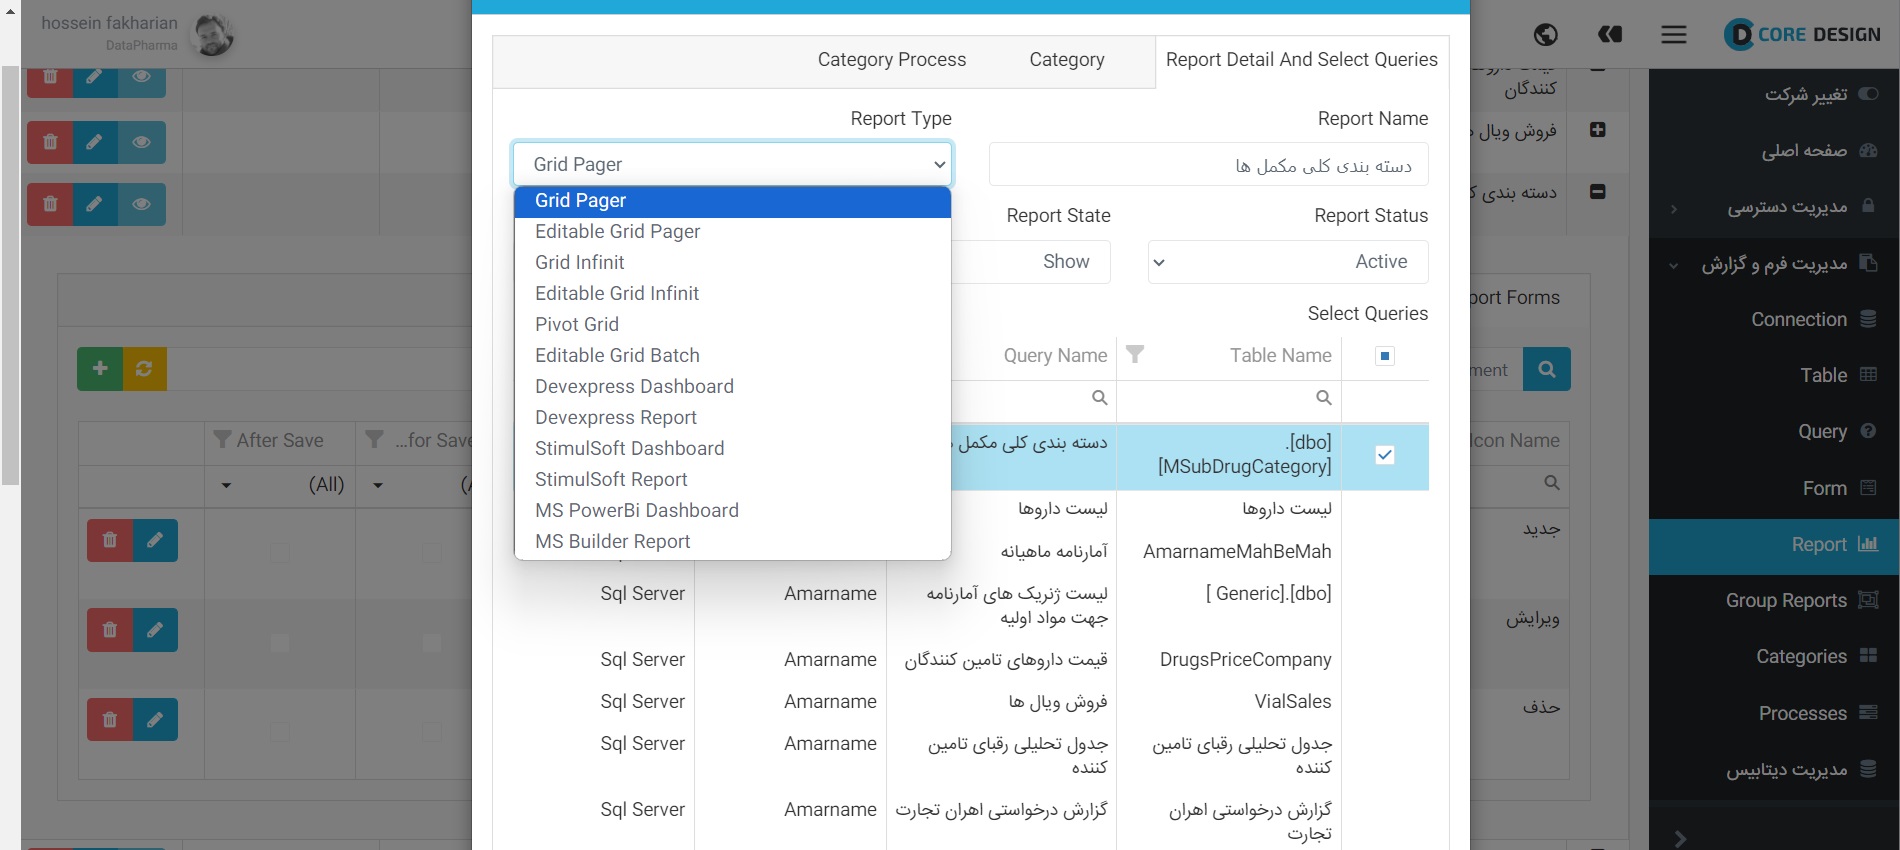 hossein fakharian
DataPharma
CORE DESIGN
Category Process
Category
Report Detail And Select Queries
Report Type
Report Name
Grid Pager
دسته بندی کلی مکمل ها
Grid Pager
Editable Grid Pager
Grid Infinit
Editable Grid Infinit
Pivot Grid
Editable Grid Batch
Devexpress Dashboard
Devexpress Report
StimulSoft Dashboard
StimulSoft Report
MS PowerBi Dashboard
MS Builder Report
Report State
Report Status
Show
Active
Select Queries
Query Name
Table Name
دسته بندی کلی مکمل
[dbo].
[MSubDrugCategory]
لیست داروها
لیست داروها
آمارنامه ماهیانه
AmarnameMahBeMah
Sql Server
Amarname
لیست ژنریک های آمارنامه
جهت مواد اولیه
[ Generic].[dbo]
Sql Server
Amarname
قیمت داروهای تامین کنندگان
DrugsPriceCompany
Sql Server
Amarname
فروش ویال ها
VialSales
Sql Server
Amarname
جدول تحلیلی رقبای تامین
کننده
جدول تحلیلی رقبای تامین
کننده
Sql Server
Amarname
گزارش درخواستی اهران تجارت
گزارش درخواستی اهران
تجارت
کنندگان
فروش ویال
دسته بندی
port Forms
ment
After Save
...for Save
(All)
Icon Name
جدید
ویرایش
حذف
تغییر شرکت
صفحه اصلی
مدیریت دسترسی
مدیریت فرم و گزارش
Connection
Table
Query
Form
Report
Group Reports
Categories
Processes
مدیریت دیتابیس